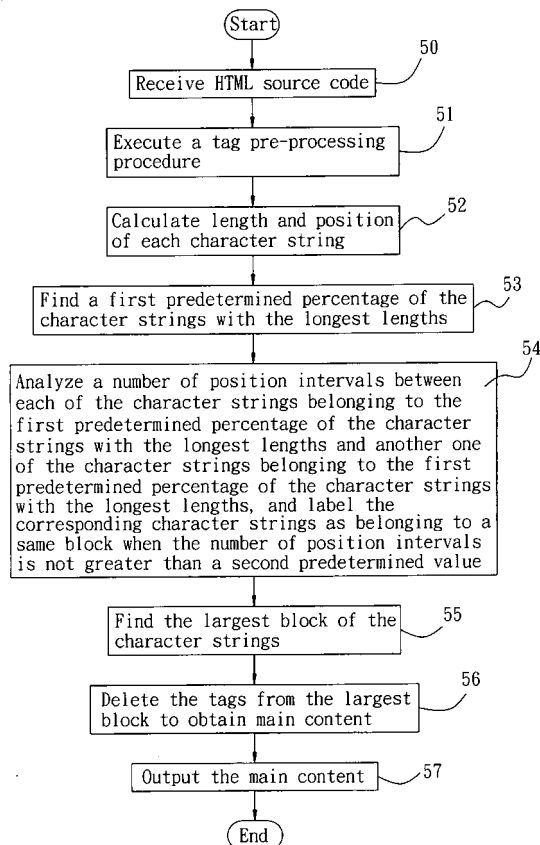 Start
50
Receive HTML source code
51
Execute a tag pre-processing
procedure
52
Calculate length and position
of each character string
53
Find a first predetermined percentage of the
character strings with the longest lengths
54
Analyze a number of position intervals between
each of the character strings belonging to the
first predetermined percentage of the character
strings with the longest lengths and another one
of the character strings belonging to the first
predetermined percentage of the character strings
with the longest lengths, and label the
corresponding character strings as belonging to a
same block when the number of position intervals
is not greater than a second predetermined value
55
Find the largest block of the
character strings
56
Delete the tags from the largest
block to obtain main content
57
Output the main content
End